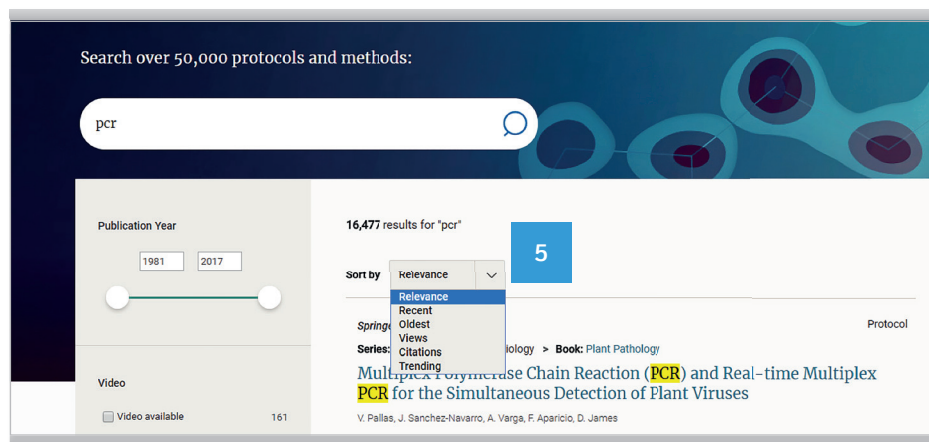 Search over 50,000 protocols and methods:
pcr
Publication Year
1981 2017
Video
Video available 161
16,477 results for "pcr"
5
Sort by Relevance
Relevance
Recent
Oldest
Views
Citations
Trending
Protocol
Series: > Book: Plant Pathology
Multiplex Polymerase Chain Reaction (PCR) and Real-time Multiplex
PCR for the Simultaneous Detection of Plant Viruses
V. Pallas, J. Sanchez-Navarro, A. Varga, F. Aparicio, D. James